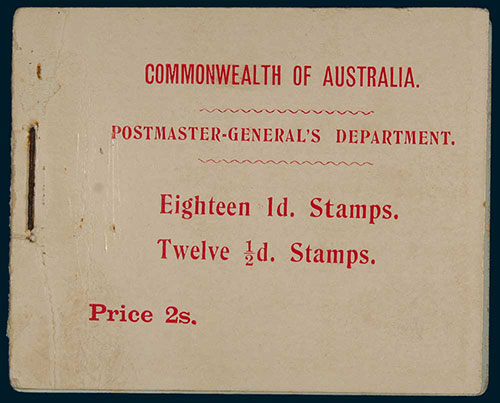 COMMONWEALTH OF AUSTRALIA.
POSTMASTER-GENERAL'S DEPARTMENT.
Eighteen 1d. Stamps.
Twelve ½d. Stamps.
Price 2s.